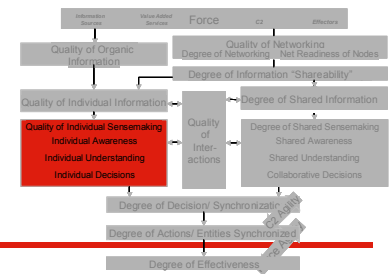 Information
Sources
Value Added
Services
Force
C2
Effectors
Quality of Organic
Information
Quality of Networking
Degree of Networking Net Readiness of Nodes
Degree of Information “Shareability”
Quality of Individual Information
Degree of Shared Information
Quality
of
Inter-
actions
Quality of Individual Sensemaking
Individual Awareness
Individual Understanding
Individual Decisions
Degree of Shared Sensemaking
Shared Awareness
Shared Understanding
Collaborative Decisions
Degree of Decision/ Synchronization
C2 Agility
Degree of Actions/ Entities Synchronized
Agility
Degree of Effectiveness